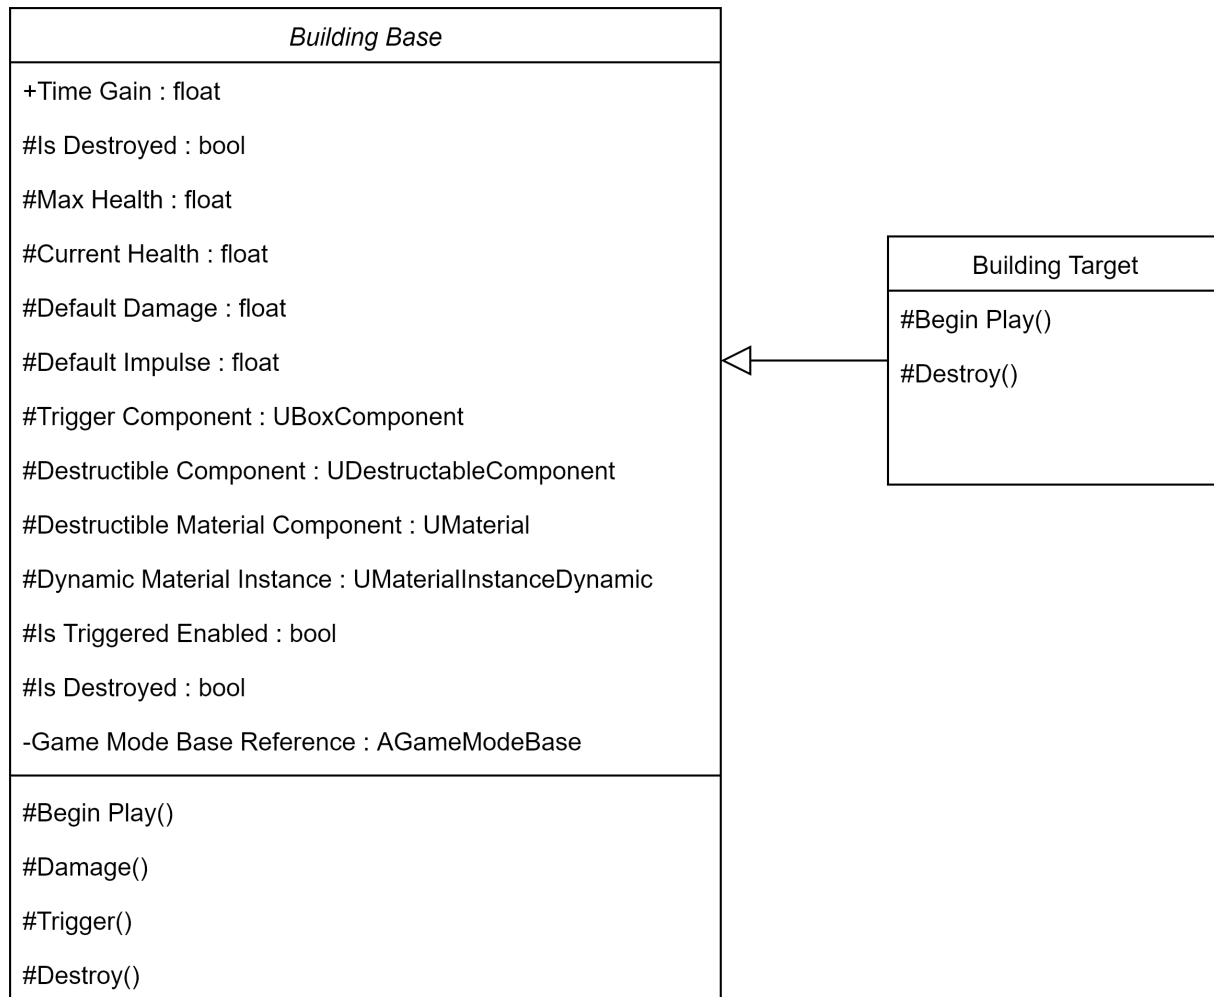 Building Base
+Time Gain : float
#Is Destroyed : bool
#Max Health : float
#Current Health : float
#Default Damage : float
#Default Impulse : float
#Trigger Component : UBoxComponent
#Destructible Component : UDestructableComponent
#Destructible Material Component : UMaterial
#Dynamic Material Instance : UMaterialInstanceDynamic
#Is Triggered Enabled : bool
#Is Destroyed : bool
-Game Mode Base Reference : AGameModeBase
#Begin Play()
#Damage()
#Trigger()
#Destroy()
Building Target
#Begin Play()
#Destroy()